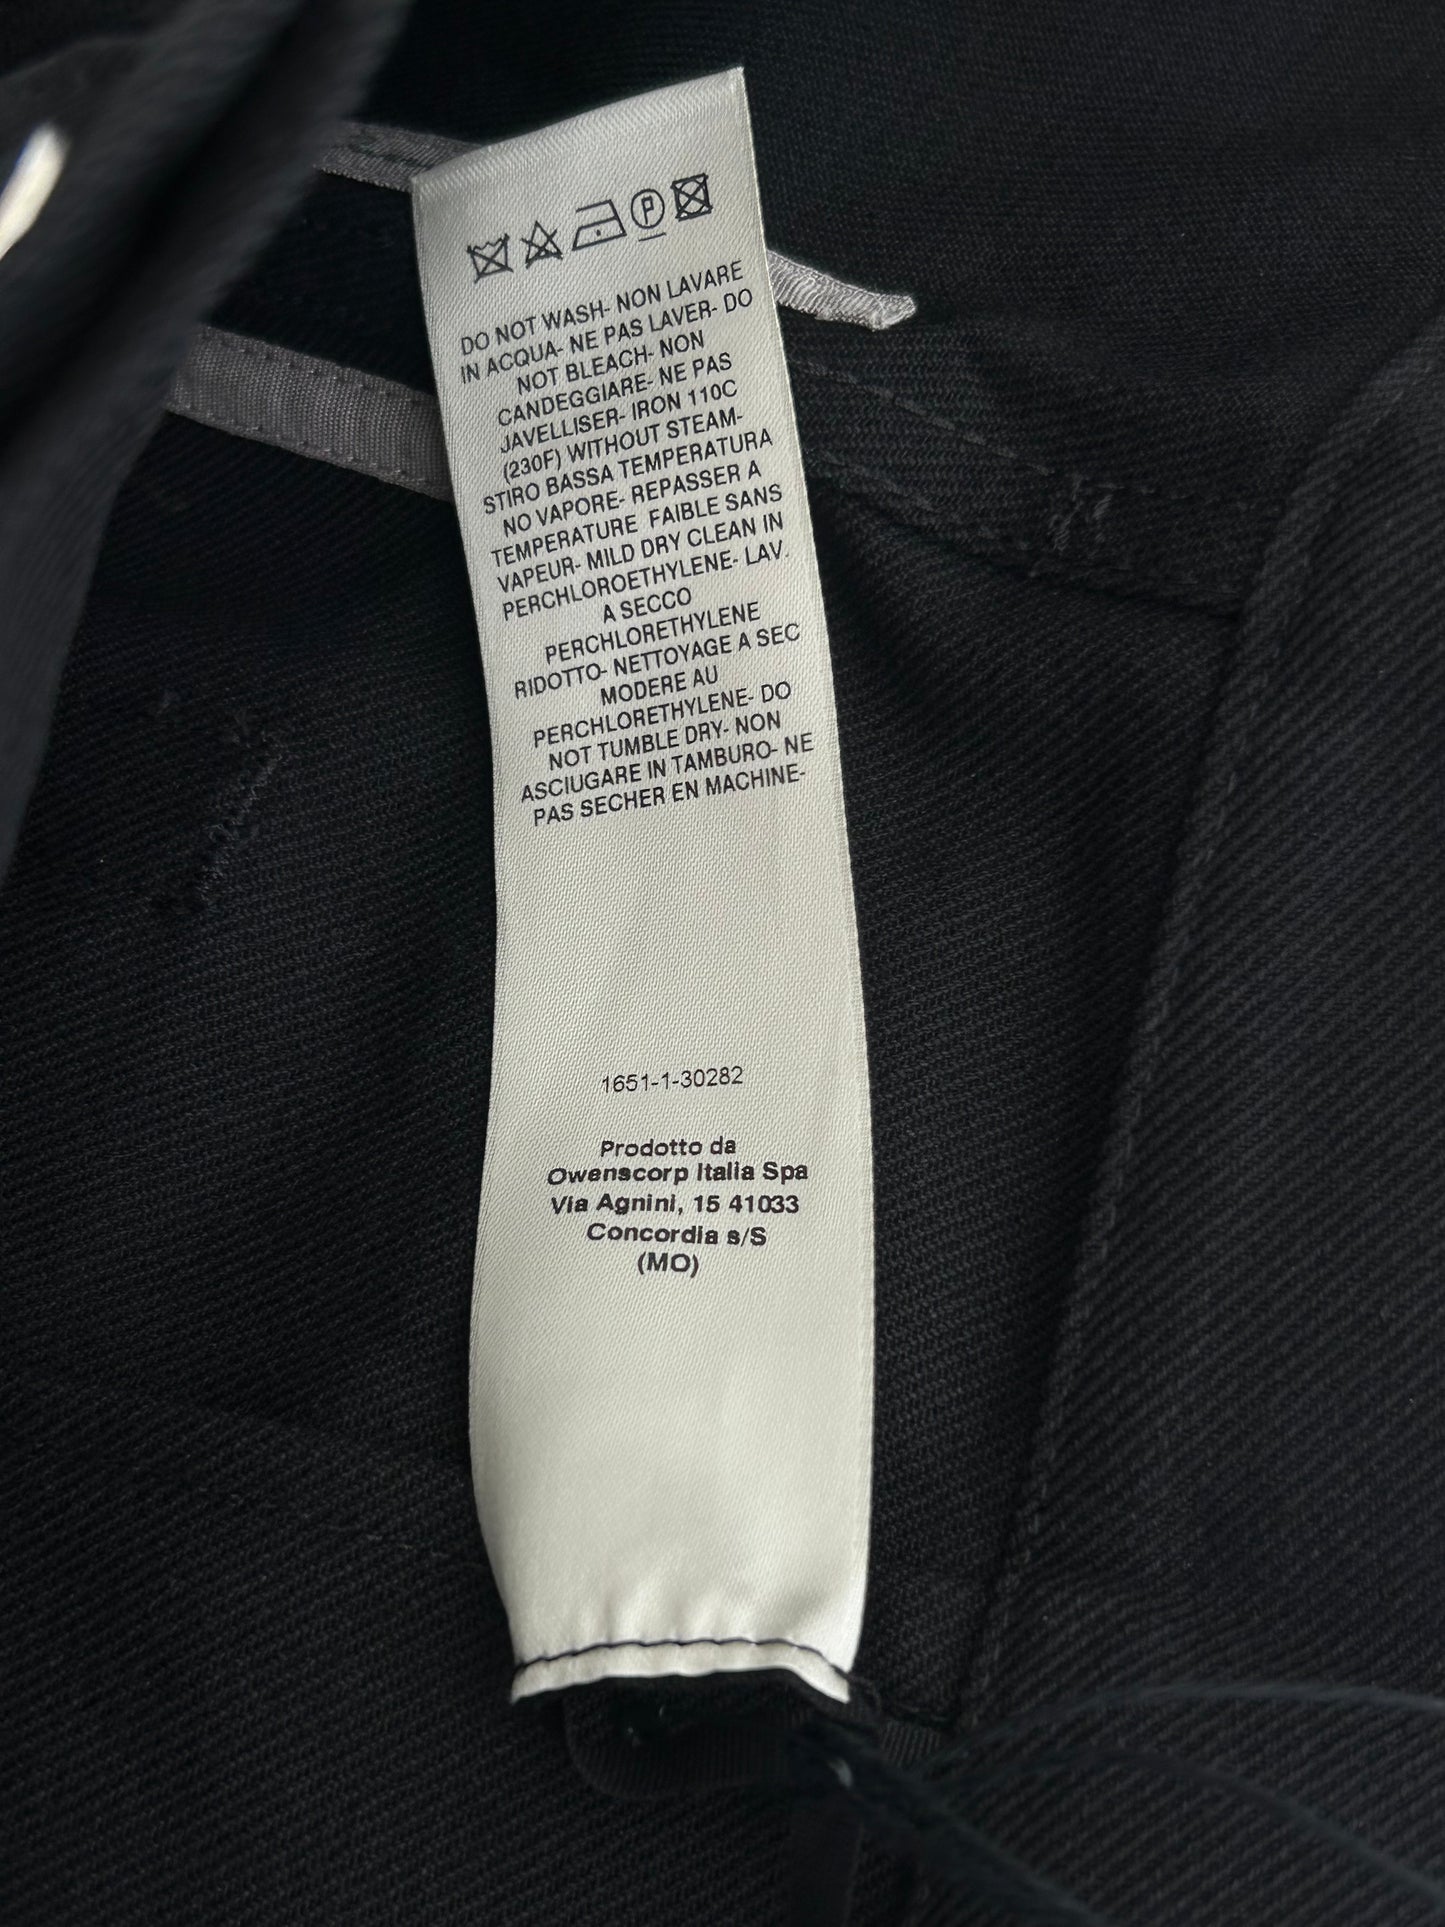 P
DO NOT WASH- NON LAVARE
IN ACQUA- NE PAS LAVER- DO
NOT BLEACH- NON
CANDEGGIARE- NE PAS
JAVELLISER- IRON 110C
(230F) WITHOUT STEAM-
STIRO BASSA TEMPERATURA
NO VAPORE- REPASSER A
TEMPERATURE FAIBLE SANS
VAPEUR- MILD DRY CLEAN IN
PERCHLOROETHYLENE- LAV.
A SECCO
PERCHLORETHYLENE
RIDOTTO- NETTOYAGE A SEC
MODERE AU
PERCHLORETHYLENE- DO
NOT TUMBLE DRY- NON
ASCIUGARE IN TAMBURO- NE
PAS SECHER EN MACHINE-
1651-1-30282
Prodotto da
Owenscorp Italia Spa
Via Agnini, 15 41033
Concordia s/S
(MO)